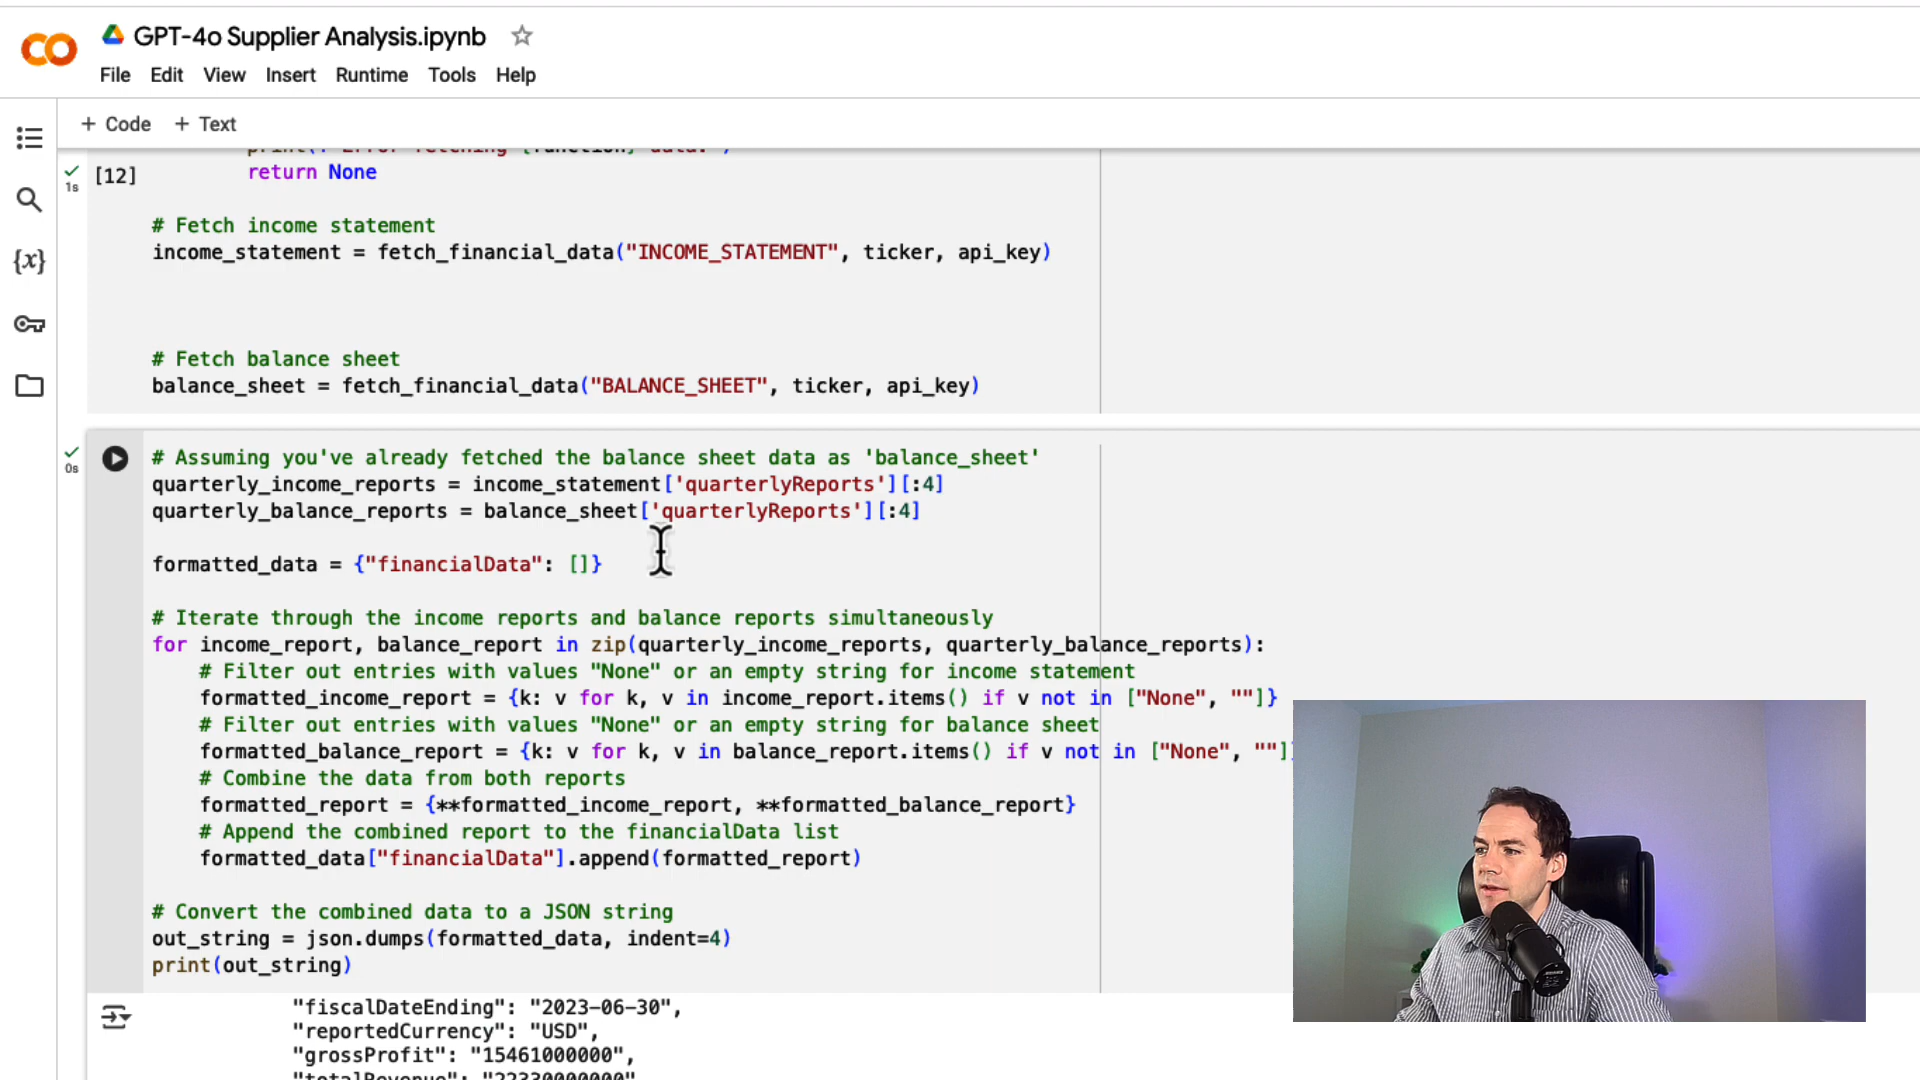 GPT-4o Supplier Analysis.ipynb
File Edit View Insert Runtime Tools Help
+ Code + Text
[12]
1s
return None
# Fetch income statement
income_statement = fetch_financial_data("INCOME_STATEMENT", ticker, api_key)
# Fetch balance sheet
balance_sheet = fetch_financial_data("BALANCE_SHEET", ticker, api_key)
0s
# Assuming you've already fetched the balance sheet data as 'balance_sheet'
quarterly_income_reports = income_statement['quarterlyReports'][:4]
quarterly_balance_reports = balance_sheet['quarterlyReports'][:4]
formatted_data = {"financialData": []}
# Iterate through the income reports and balance reports simultaneously
for income_report, balance_report in zip(quarterly_income_reports, quarterly_balance_reports):
# Filter out entries with values "None" or an empty string for income statement
formatted_income_report = {k: v for k, v in income_report.items() if v not in ["None", ""]}
# Filter out entries with values "None" or an empty string for balance sheet
formatted_balance_report = {k: v for k, v in balance_report.items() if v not in ["None", ""]
# Combine the data from both reports
formatted_report = {**formatted_income_report, **formatted_balance_report}
# Append the combined report to the financialData list
formatted_data["financialData"].append(formatted_report)
# Convert the combined data to a JSON string
out_string = json.dumps(formatted_data, indent=4)
print(out_string)
"fiscalDateEnding": "2023-06-30",
"reportedCurrency": "USD",
"grossProfit": "15461000000",